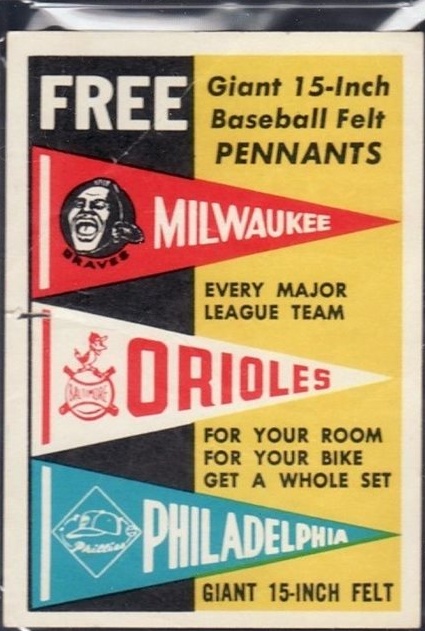 FREE
Giant 15-Inch
Baseball Felt
PENNANTS
MILWAUKEE
BRAVES
EVERY MAJOR
LEAGUE TEAM
ORIOLES
BALTIMORE
FOR YOUR ROOM
FOR YOUR BIKE
GET A WHOLE SET
PHILADELPHIA
Phillies
GIANT 15-INCH FELT